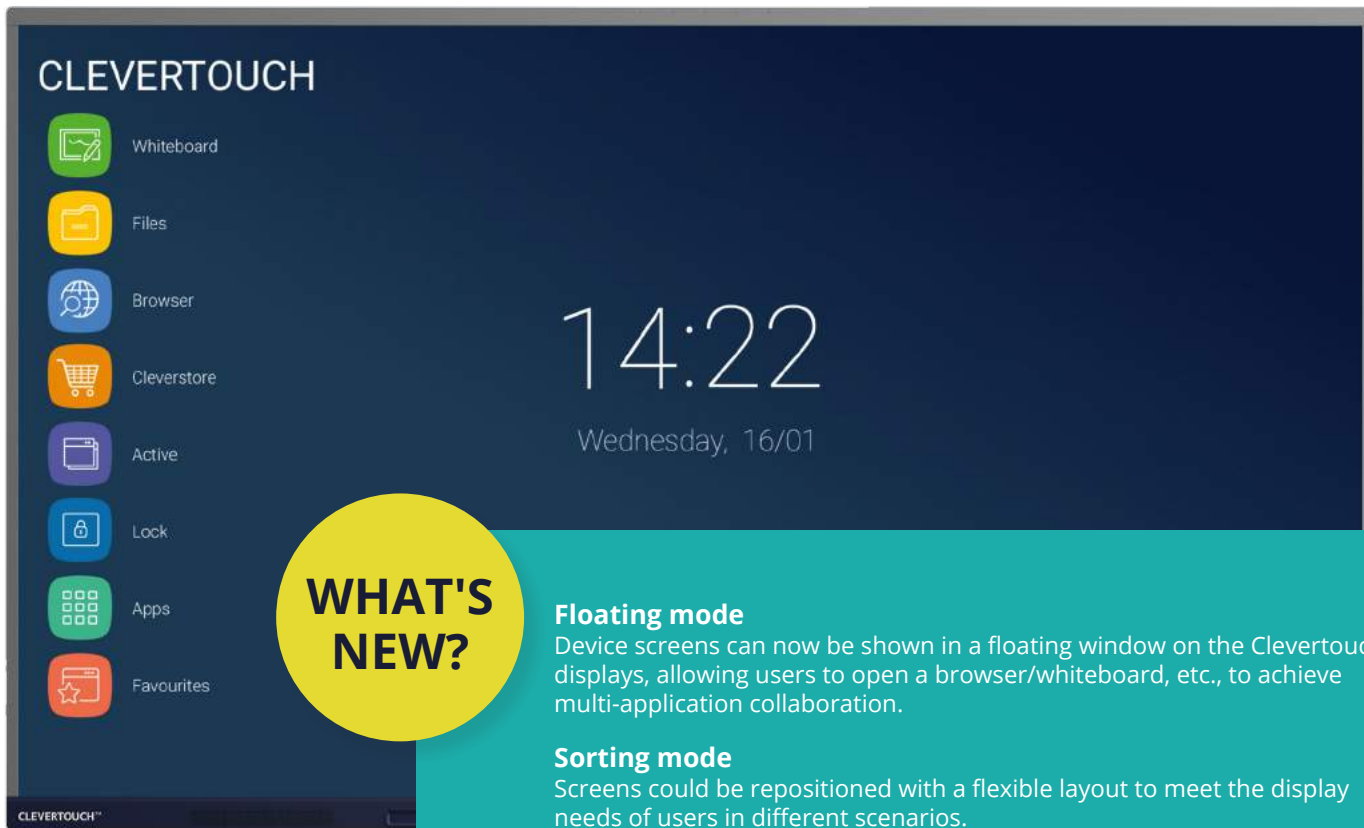 CLEVERTOUCH
Whiteboard
Files
Browser
Cleverstore
Active
Lock
Apps
Favourites
14:22
Wednesday, 16/01
WHAT'S
NEW?
Floating mode
Device screens can now be shown in a floating window on the Clevertouc
displays, allowing users to open a browser/whiteboard, etc., to achieve
multi-application collaboration.
Sorting mode
Screens could be repositioned with a flexible layout to meet the display
needs of users in different scenarios.
CLEVERTOUCH™